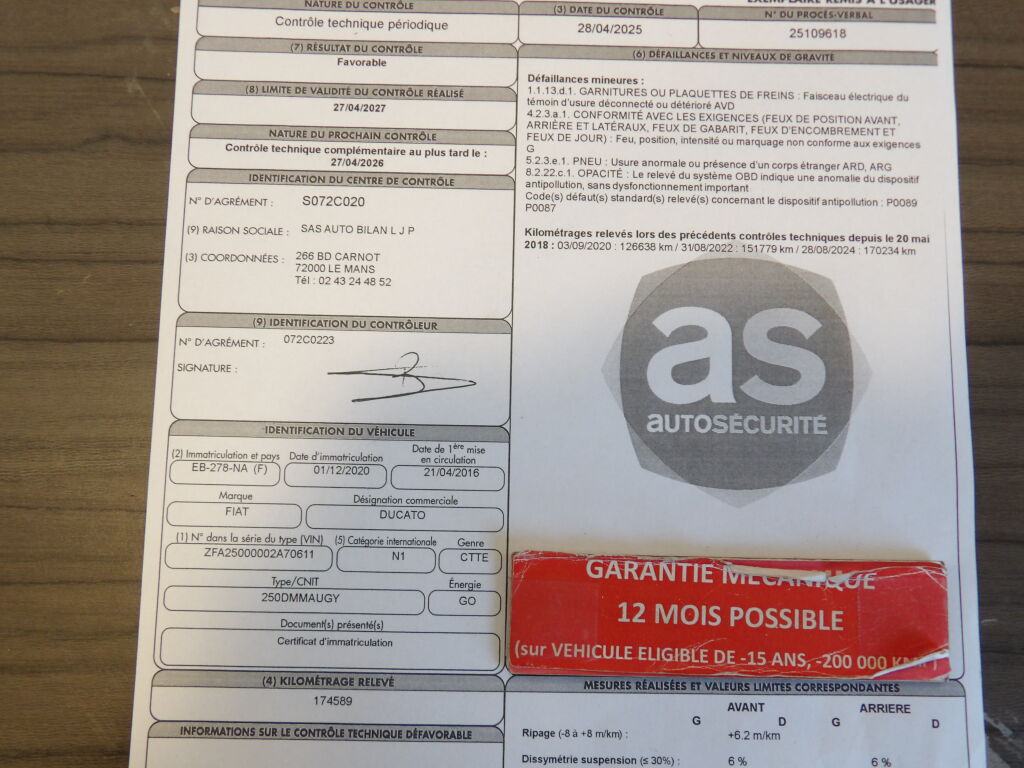 NATURE DU CONTRÔLE
Contrôle technique périodique
(3) DATE DU CONTRÔLE
28/04/2025
EXEMPLAIRE REMIS À L'USAGER
N° DU PROCÈS-VERBAL
25109618
(7) RÉSULTAT DU CONTRÔLE
Favorable
(8) LIMITE DE VALIDITÉ DU CONTRÔLE RÉALISÉ
27/04/2027
NATURE DU PROCHAIN CONTRÔLE
Contrôle technique complémentaire au plus tard le :
27/04/2026
IDENTIFICATION DU CENTRE DE CONTRÔLE
N° D'AGRÉMENT : S072C020
(9) RAISON SOCIALE : SAS AUTO BILAN L J P
(3) COORDONNÉES : 266 BD CARNOT
72000 LE MANS
Tél : 02 43 24 48 52
(9) IDENTIFICATION DU CONTRÔLEUR
N° D'AGRÉMENT : 072C0223
SIGNATURE :
IDENTIFICATION DU VÉHICULE
(2) Immatriculation et pays
EB-278-NA (F)
Date d'immatriculation
01/12/2020
Date de 1ère mise
en circulation
21/04/2016
Marque
FIAT
Désignation commerciale
DUCATO
(1) N° dans la série du type (VIN)
ZFA25000002A70611
(5) Catégorie internationale
N1
Genre
CTTE
Type/CNIT
250DMMAUGY
Énergie
GO
Document(s) présenté(s)
Certificat d'immatriculation
(4) KILOMÉTRAGE RELEVÉ
174589
INFORMATIONS SUR LE CONTRÔLE TECHNIQUE DÉFAVORABLE
(6) DÉFAILLANCES ET NIVEAUX DE GRAVITÉ
Défaillances mineures :
1.1.13.d.1. GARNITURES OU PLAQUETTES DE FREINS : Faisceau électrique du
témoin d'usure déconnecté ou détérioré AVD
4.2.3.a.1. CONFORMITÉ AVEC LES EXIGENCES (FEUX DE POSITION AVANT,
ARRIÈRE ET LATÉRAUX, FEUX DE GABARIT, FEUX D'ENCOMBREMENT ET
FEUX DE JOUR) : Feu, position, intensité ou marquage non conforme aux exigences
G
5.2.3.e.1. PNEU : Usure anormale ou présence d'un corps étranger ARD, ARG
8.2.22.c.1. OPACITÉ : Le relevé du système OBD indique une anomalie du dispositif
antipollution, sans dysfonctionnement important
Code(s) défaut(s) standard(s) relevé(s) concernant le dispositif antipollution : P0089
P0087
Kilométrages relevés lors des précédents contrôles techniques depuis le 20 mai
2018 : 03/09/2020 : 126638 km / 31/08/2022 : 151779 km / 28/08/2024 : 170234 km
as
AUTOSÉCURITÉ
GARANTIE MECANIQUE
12 MOIS POSSIBLE
(sur VEHICULE ELIGIBLE DE -15 ANS, -200 000
MESURES RÉALISÉES ET VALEURS LIMITES CORRESPONDANTES
AVANT ARRIERE
G D G D
Ripage (-8 à +8 m/km) : +6.2 m/km
Dissymétrie suspension (≤ 30%) : 6 % 6 %